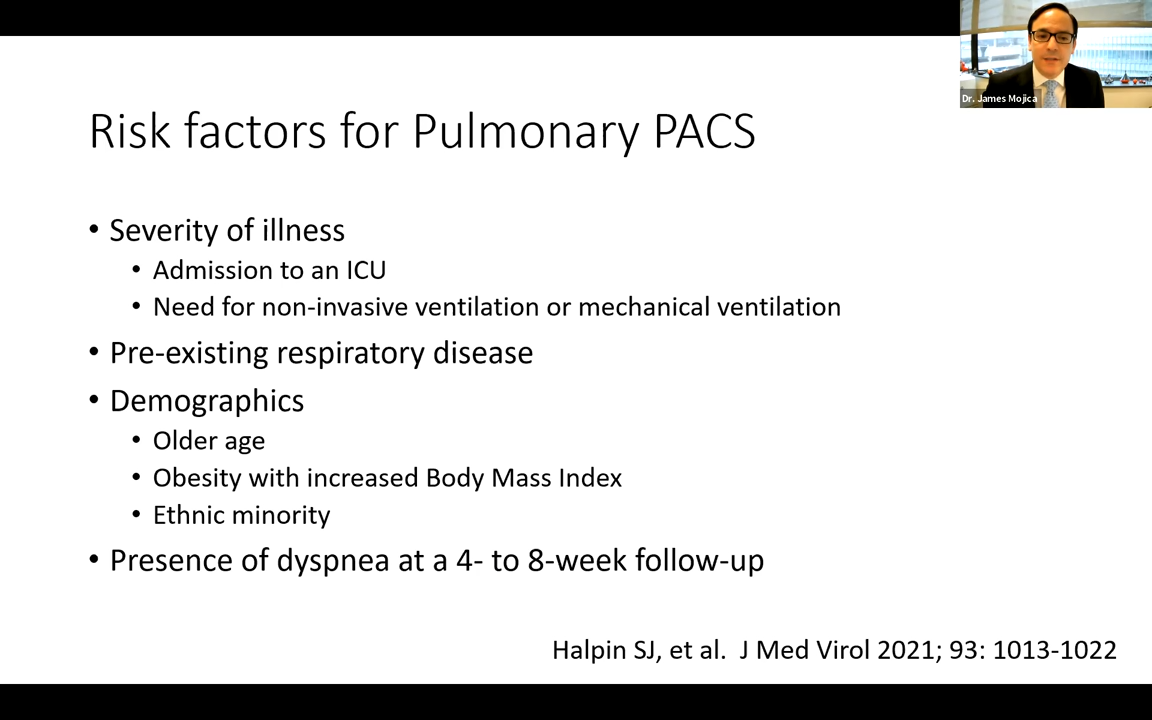 Dr. James Mojica
Risk factors for Pulmonary PACS
• Severity of illness
• Admission to an ICU
• Need for non-invasive ventilation or mechanical ventilation
• Pre-existing respiratory disease
• Demographics
• Older age
• Obesity with increased Body Mass Index
• Ethnic minority
• Presence of dyspnea at a 4- to 8-week follow-up
Halpin SJ, et al. J Med Virol 2021; 93: 1013-1022